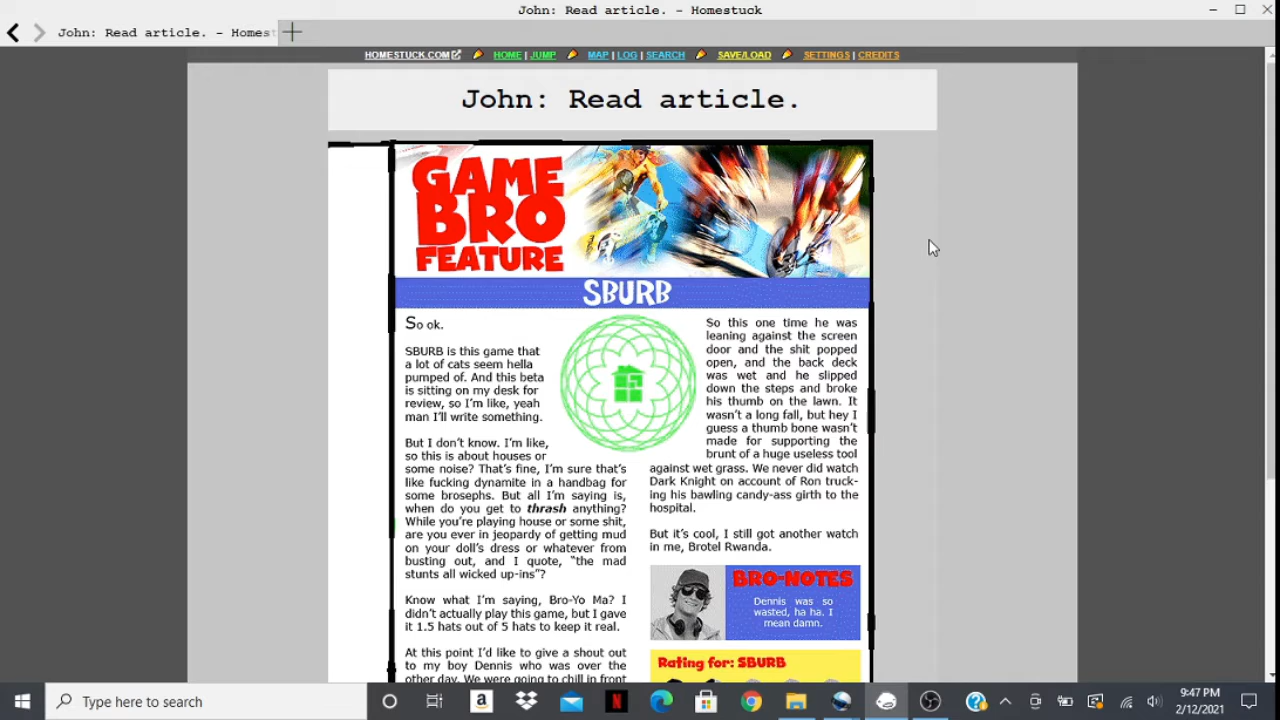 John: Read article. - Homestuck
John: Read article. - Homest
HOMESTUCK.COM HOME | JUMP MAP | LOG | SEARCH SAVE/LOAD SETTINGS | CREDITS
John: Read article.
GAME
BRO
FEATURE
SBURB
So ok.
SBURB is this game that
a lot of cats seem hella
pumped of. And this beta
is sitting on my desk for
review, so I'm like, yeah
man I'll write something.
But I don't know. I'm like,
so this is about houses or
some noise? That's fine, I'm sure that's
like fucking dynamite in a handbag for
some brosephs. But all I'm saying is,
when do you get to thrash anything?
While you're playing house or some shit,
are you ever in jeopardy of getting mud
on your doll's dress or whatever from
busting out, and I quote, "the mad
stunts all wicked up-ins"?
Know what I'm saying, Bro-Yo Ma? I
didn't actually play this game, but I gave
it 1.5 hats out of 5 hats to keep it real.
At this point I'd like to give a shout out
to my boy Dennis who was over the
other day. We were going to chill in front
So this one time he was
leaning against the screen
door and the shit popped
open, and the back deck
was wet and he slipped
down the steps and broke
his thumb on the lawn. It
wasn't a long fall, but hey I
guess a thumb bone wasn't
made for supporting the
brunt of a huge useless tool
against wet grass. We never did watch
Dark Knight on account of Ron truck-
ing his bawling candy-ass girth to the
hospital.
But it's cool, I still got another watch
in me, Brotel Rwanda.
BRO-NOTES
Dennis was so
wasted, ha ha. I
mean damn.
Rating for: SBURB
Type here to search
9:47 PM
2/12/2021